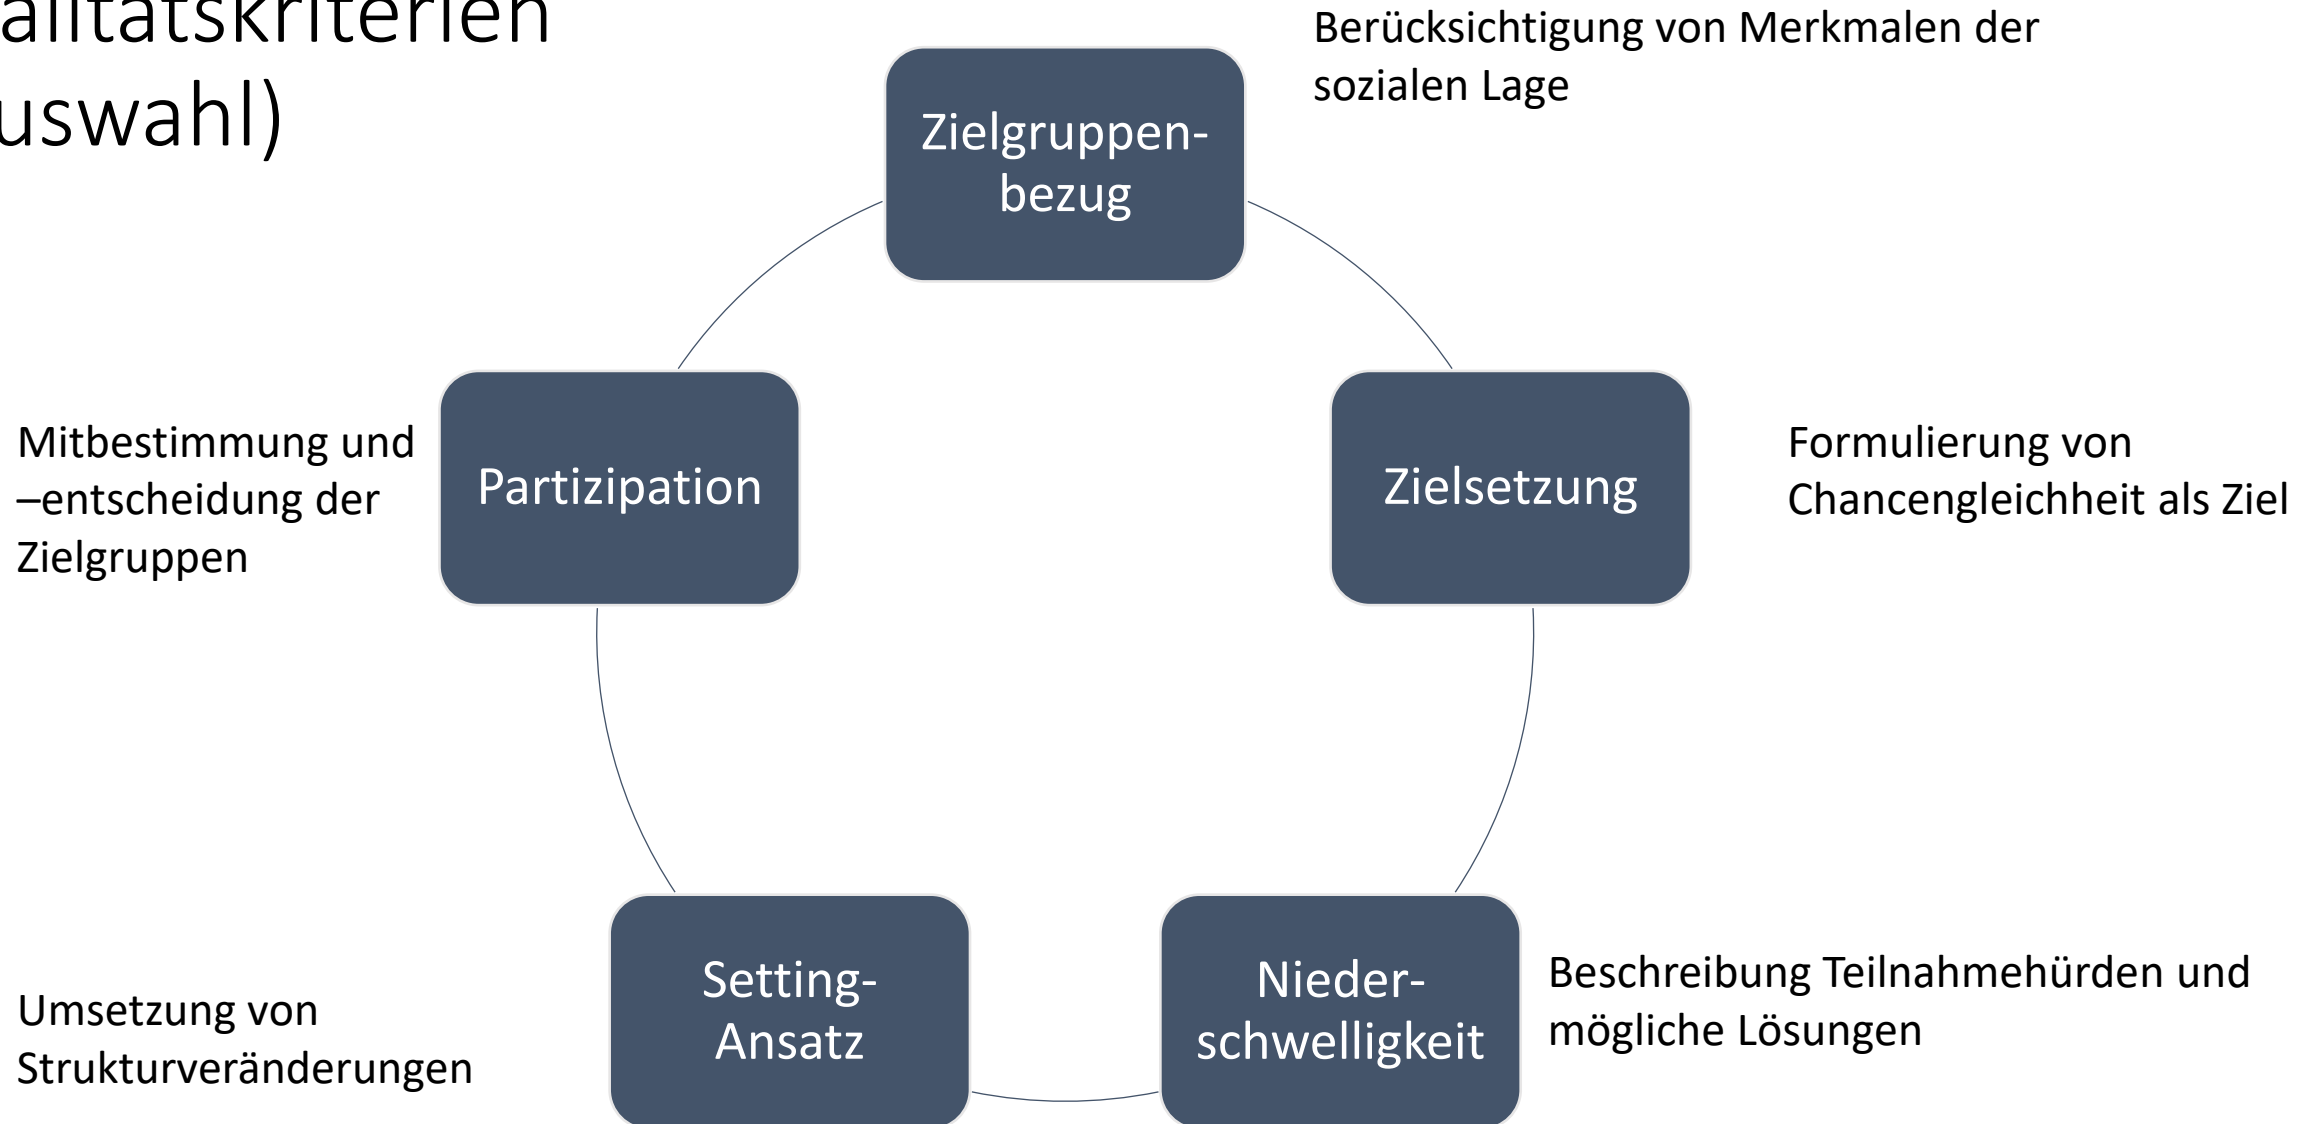 alitätskriterien
uswahl)
Berücksichtigung von Merkmalen der
sozialen Lage
Zielgruppen-
bezug
Mitbestimmung und
–entscheidung der
Zielgruppen
Partizipation
Zielsetzung
Formulierung von
Chancengleichheit als Ziel
Umsetzung von
Strukturveränderungen
Setting-
Ansatz
Nieder-
schwelligkeit
Beschreibung Teilnahmehürden und
mögliche Lösungen